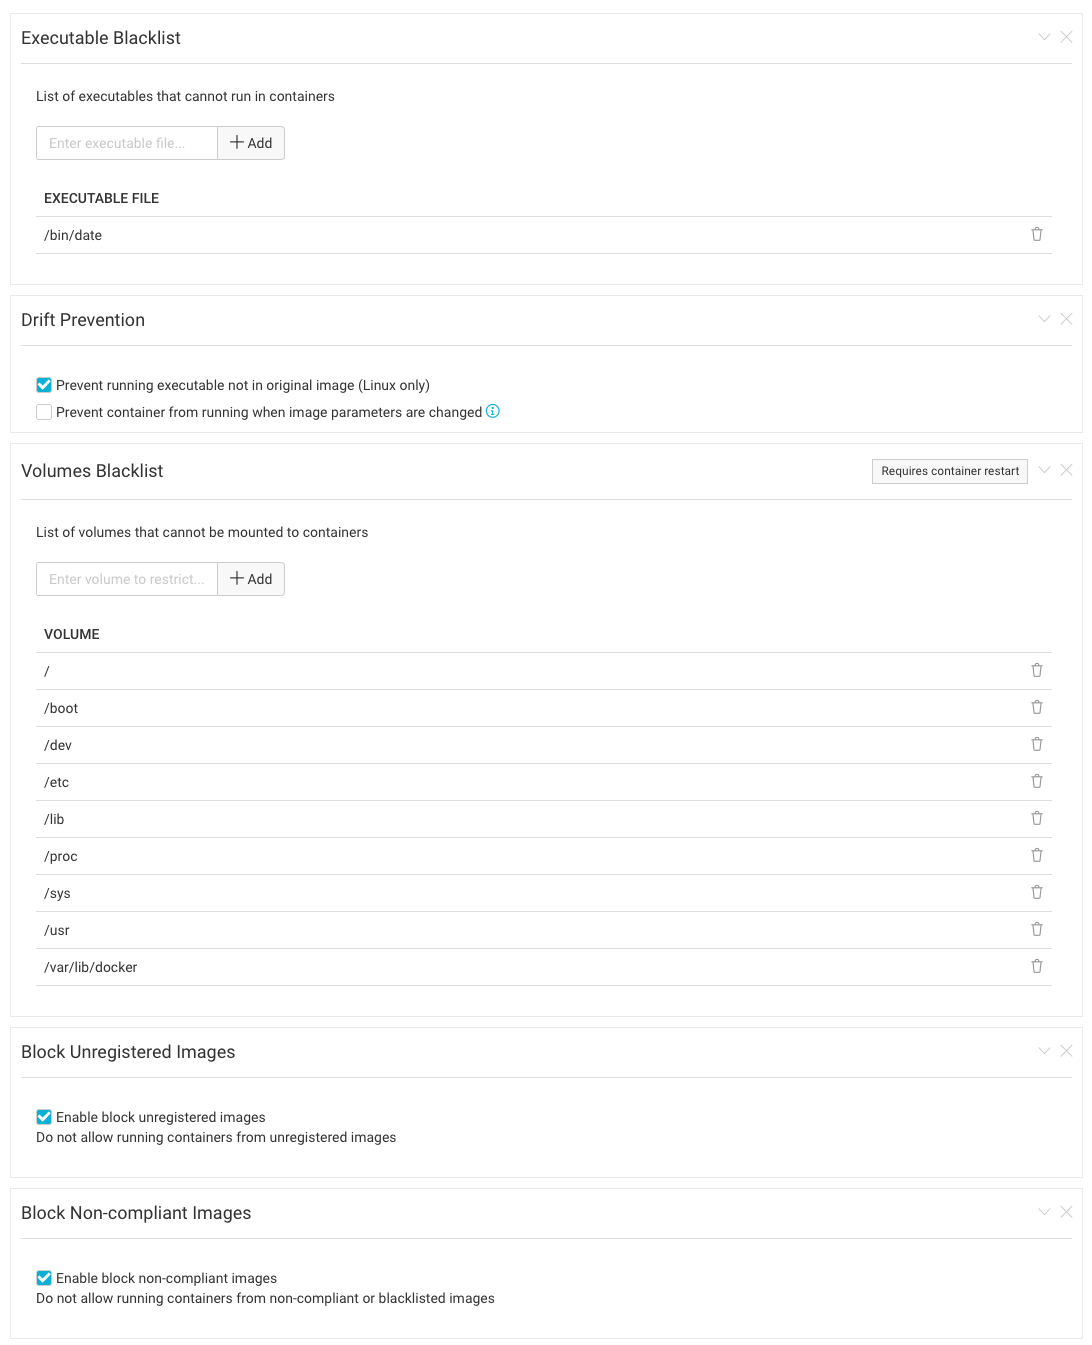 Executable Blacklist
List of executables that cannot run in containers
Enter executable file...
Add
EXECUTABLE FILE
/bin/date
Drift Prevention
Prevent running executable not in original image (Linux only)
Prevent container from running when image parameters are changed
Volumes Blacklist
Requires container restart
List of volumes that cannot be mounted to containers
Enter volume to restrict...
Add
VOLUME
/
/boot
/dev
/etc
/lib
/proc
/sys
/usr
/var/lib/docker
Block Unregistered Images
Enable block unregistered images
Do not allow running containers from unregistered images
Block Non-compliant Images
Enable block non-compliant images
Do not allow running containers from non-compliant or blacklisted images